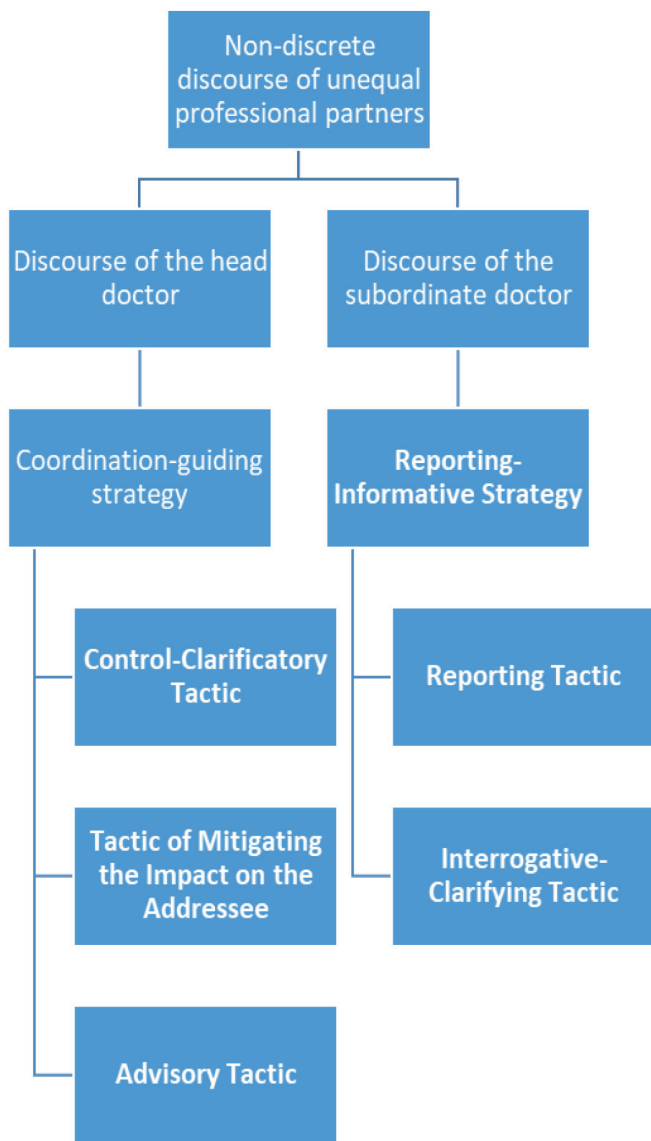 Non-discrete
discourse of unequal
professional partners
Discourse of the head
doctor
Discourse of the
subordinate doctor
Coordination-guiding
strategy
Reporting-
Informative Strategy
Control-Clarificatory
Tactic
Reporting Tactic
Tactic of Mitigating
the Impact on the
Addressee
Interrogative-
Clarifying Tactic
Advisory Tactic